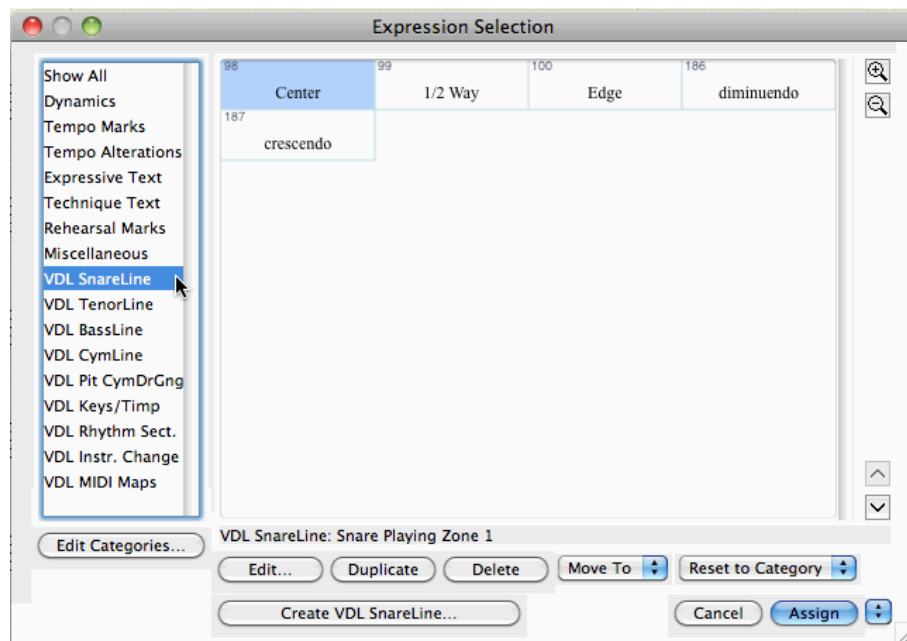 Expression Selection
Show All
Dynamics
Tempo Marks
Tempo Alterations
Expressive Text
Technique Text
Rehearsal Marks
Miscellaneous
VDL SnareLine
VDL TenorLine
VDL BassLine
VDL CymLine
VDL Pit CymDrGng
VDL Keys/Timp
VDL Rhythm Sect.
VDL Instr. Change
VDL MIDI Maps
Edit Categories...
98 99 100 186
Center 1/2 Way Edge diminuendo
187
crescendo
VDL SnareLine: Snare Playing Zone 1
Edit... Duplicate Delete Move To Reset to Category
Create VDL SnareLine... Cancel Assign